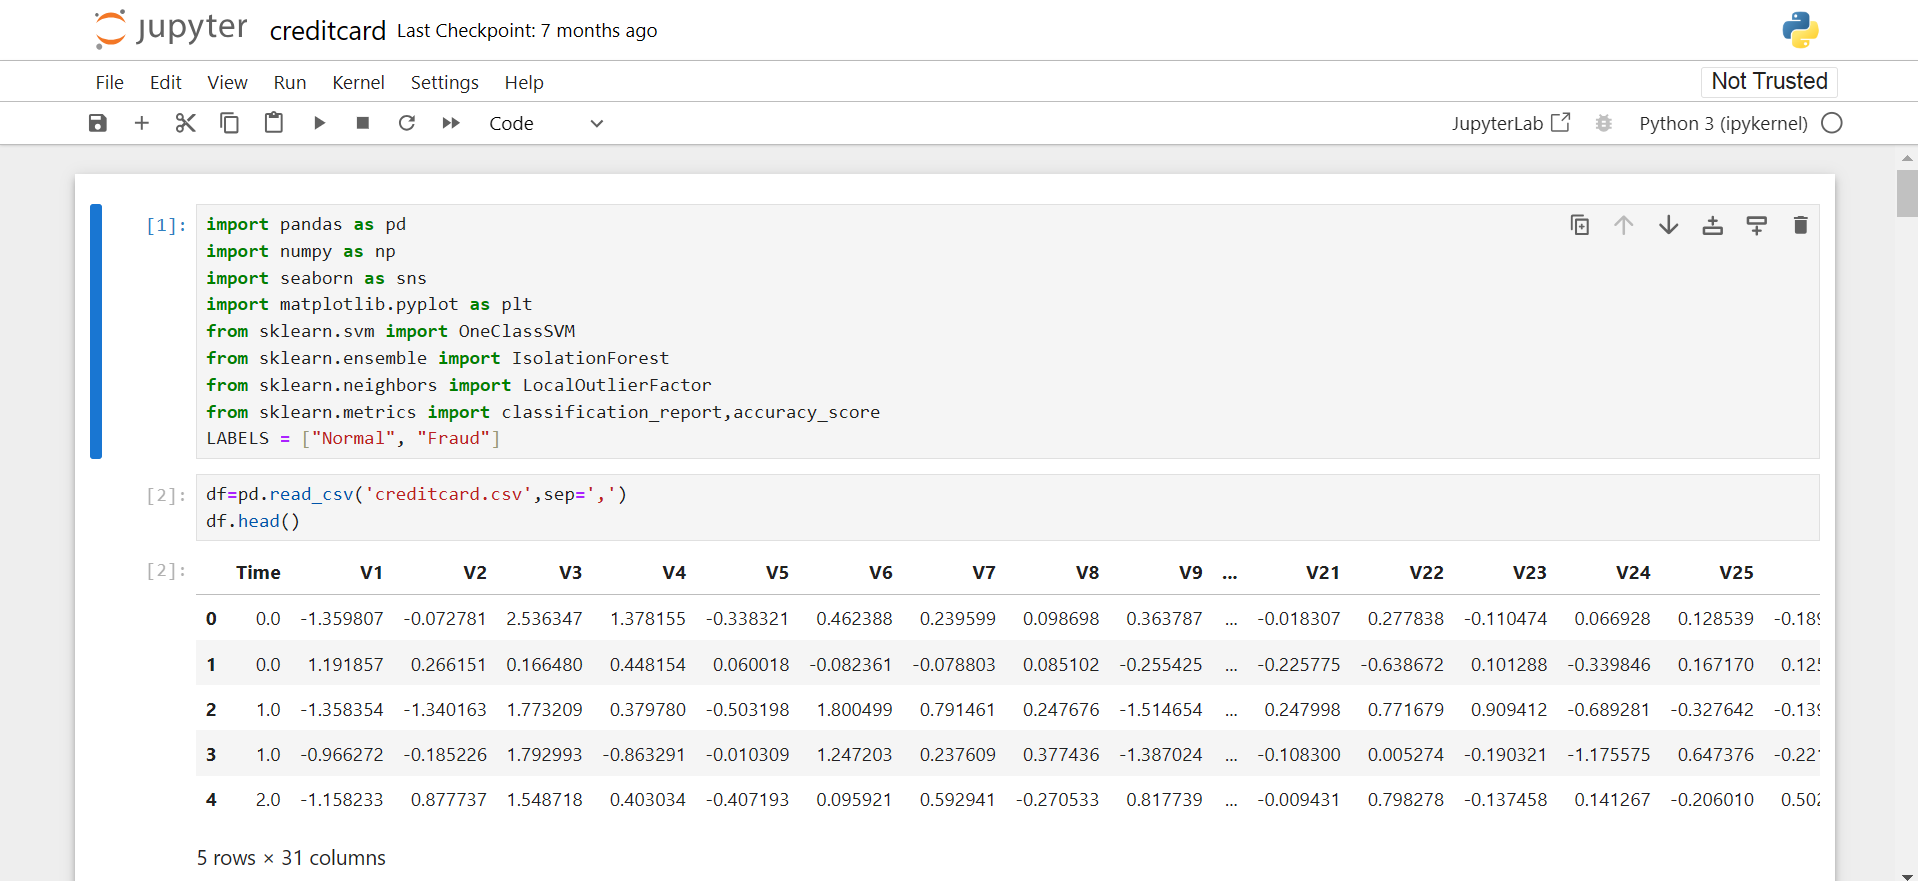 jupyter creditcard Last Checkpoint: 7 months ago
File Edit View Run Kernel Settings Help Not Trusted
Code JupyterLab Python 3 (ipykernel)
[1]: import pandas as pd
import numpy as np
import seaborn as sns
import matplotlib.pyplot as plt
from sklearn.svm import OneClassSVM
from sklearn.ensemble import IsolationForest
from sklearn.neighbors import LocalOutlierFactor
from sklearn.metrics import classification_report,accuracy_score
LABELS = ["Normal", "Fraud"]
[2]: df=pd.read_csv('creditcard.csv',sep=',')
df.head()
[2]: Time V1 V2 V3 V4 V5 V6 V7 V8 V9 ... V21 V22 V23 V24 V25
0 0.0 -1.359807 -0.072781 2.536347 1.378155 -0.338321 0.462388 0.239599 0.098698 0.363787 ... -0.018307 0.277838 -0.110474 0.066928 0.128539 -0.189
1 0.0 1.191857 0.266151 0.166480 0.448154 0.060018 -0.082361 -0.078803 0.085102 -0.255425 ... -0.225775 -0.638672 0.101288 -0.339846 0.167170 0.125
2 1.0 -1.358354 -1.340163 1.773209 0.379780 -0.503198 1.800499 0.791461 0.247676 -1.514654 ... 0.247998 0.771679 0.909412 -0.689281 -0.327642 -0.139
3 1.0 -0.966272 -0.185226 1.792993 -0.863291 -0.010309 1.247203 0.237609 0.377436 -1.387024 ... -0.108300 0.005274 -0.190321 -1.175575 0.647376 -0.221
4 2.0 -1.158233 0.877737 1.548718 0.403034 -0.407193 0.095921 0.592941 -0.270533 0.817739 ... -0.009431 0.798278 -0.137458 0.141267 -0.206010 0.502
5 rows × 31 columns